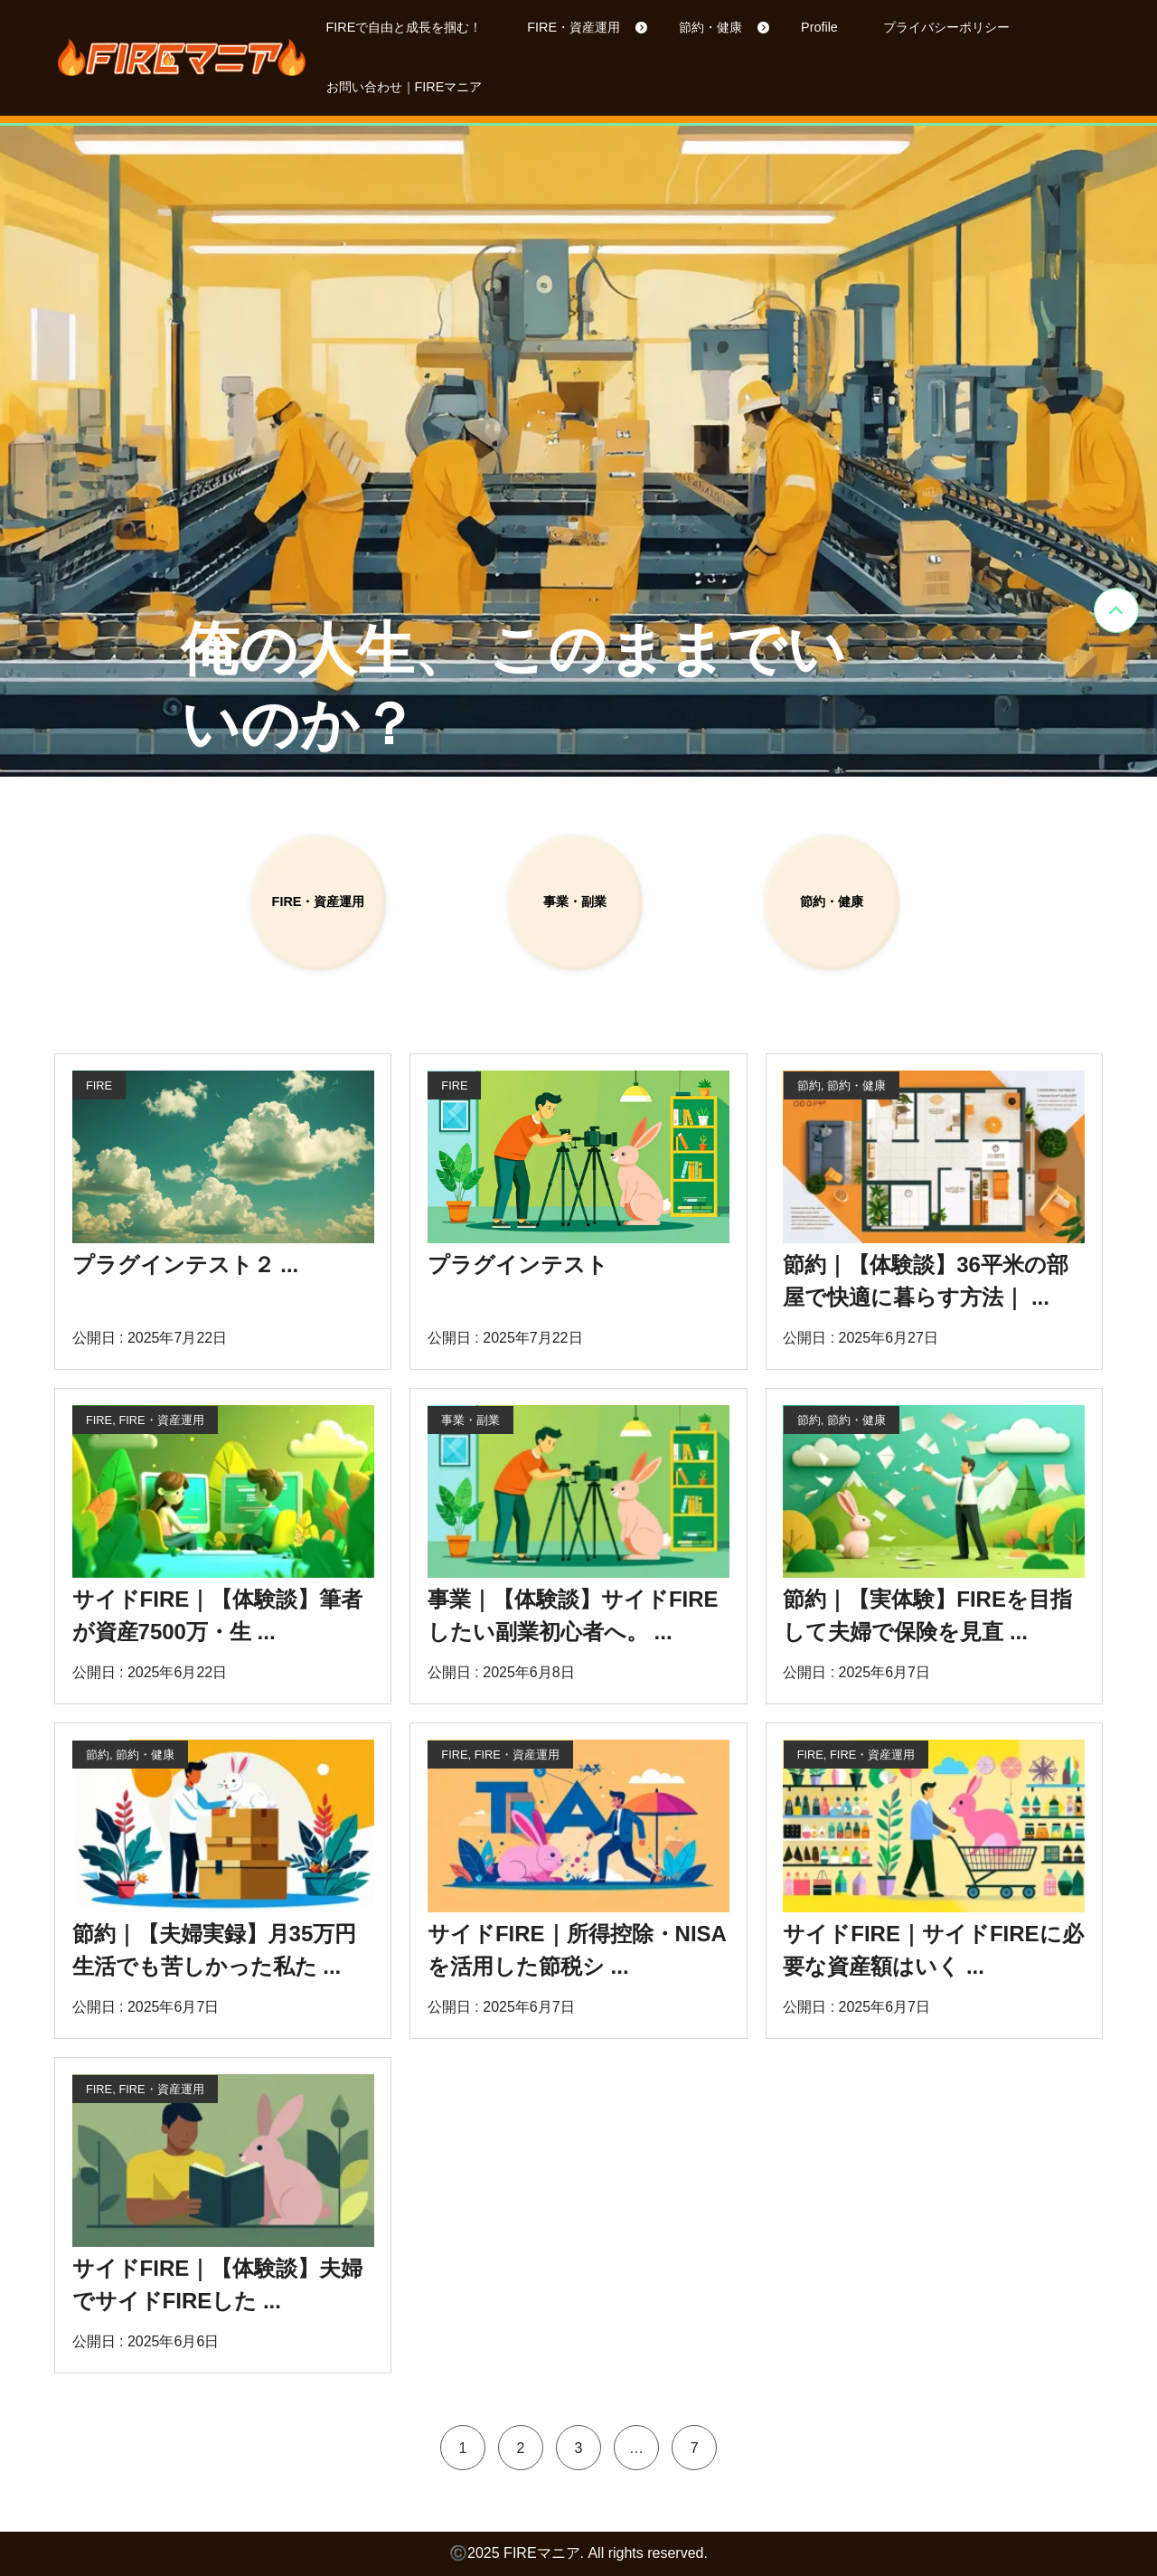 🔥FIREマニア🔥
FIREで自由と成長を掴む！
FIRE・資産運用
節約・健康
Profile
プライバシーポリシー
お問い合わせ｜FIREマニア
俺の人生、 このままでい
いのか？
FIRE・資産運用
事業・副業
節約・健康
FIRE
プラグインテスト２ ...
公開日 : 2025年7月22日
FIRE
プラグインテスト
公開日 : 2025年7月22日
節約, 節約・健康
節約｜【体験談】36平米の部
屋で快適に暮らす方法｜ ...
公開日 : 2025年6月27日
FIRE, FIRE・資産運用
サイドFIRE｜【体験談】筆者
が資産7500万・生 ...
公開日 : 2025年6月22日
事業・副業
事業｜【体験談】サイドFIRE
したい副業初心者へ。 ...
公開日 : 2025年6月8日
節約, 節約・健康
節約｜【実体験】FIREを目指
して夫婦で保険を見直 ...
公開日 : 2025年6月7日
節約, 節約・健康
節約｜【夫婦実録】月35万円
生活でも苦しかった私た ...
公開日 : 2025年6月7日
FIRE, FIRE・資産運用
TA
サイドFIRE｜所得控除・NISA
を活用した節税シ ...
公開日 : 2025年6月7日
FIRE, FIRE・資産運用
サイドFIRE｜サイドFIREに必
要な資産額はいく ...
公開日 : 2025年6月7日
FIRE, FIRE・資産運用
サイドFIRE｜【体験談】夫婦
でサイドFIREした ...
公開日 : 2025年6月6日
1
2
3
…
7
©2025 FIREマニア. All rights reserved.